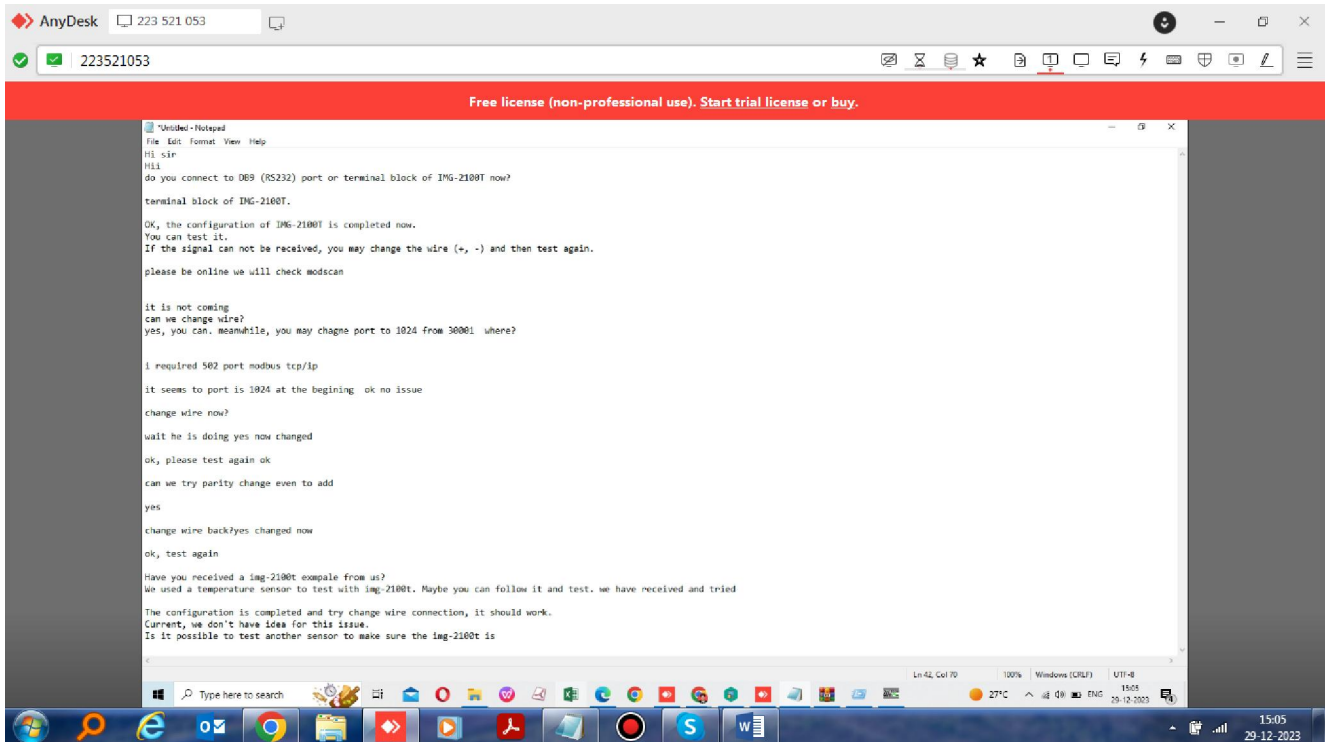 AnyDesk
223 521 053
223521053
1
Free license (non-professional use). Start trial license or buy.
*Untitled - Notepad
File Edit Format View Help
Hi sir
Hii
do you connect to DB9 (RS232) port or terminal block of IMG-2100T now?
terminal block of IMG-2100T.
OK, the configuration of IMG-2100T is completed now.
You can test it.
If the signal can not be received, you may change the wire (+, -) and then test again.
please be online we will check modscan
it is not coming
can we change wire?
yes, you can. meanwhile, you may chagne port to 1024 from 30001 where?
i required 502 port modbus tcp/ip
it seems to port is 1024 at the begining ok no issue
change wire now?
wait he is doing yes now changed
ok, please test again ok
can we try parity change even to add
yes
change wire back?yes changed now
ok, test again
Have you received a img-2100t exmpale from us?
We used a temperature sensor to test with img-2100t. Maybe you can follow it and test. we have received and tried
The configuration is completed and try change wire connection, it should work.
Current, we don't have idea for this issue.
Is it possible to test another sensor to make sure the img-2100t is
Ln 42, Col 70 100% Windows (CRLF) UTF-8
Type here to search
27°C ENG 15:05
29-12-2023
15:05
29-12-2023